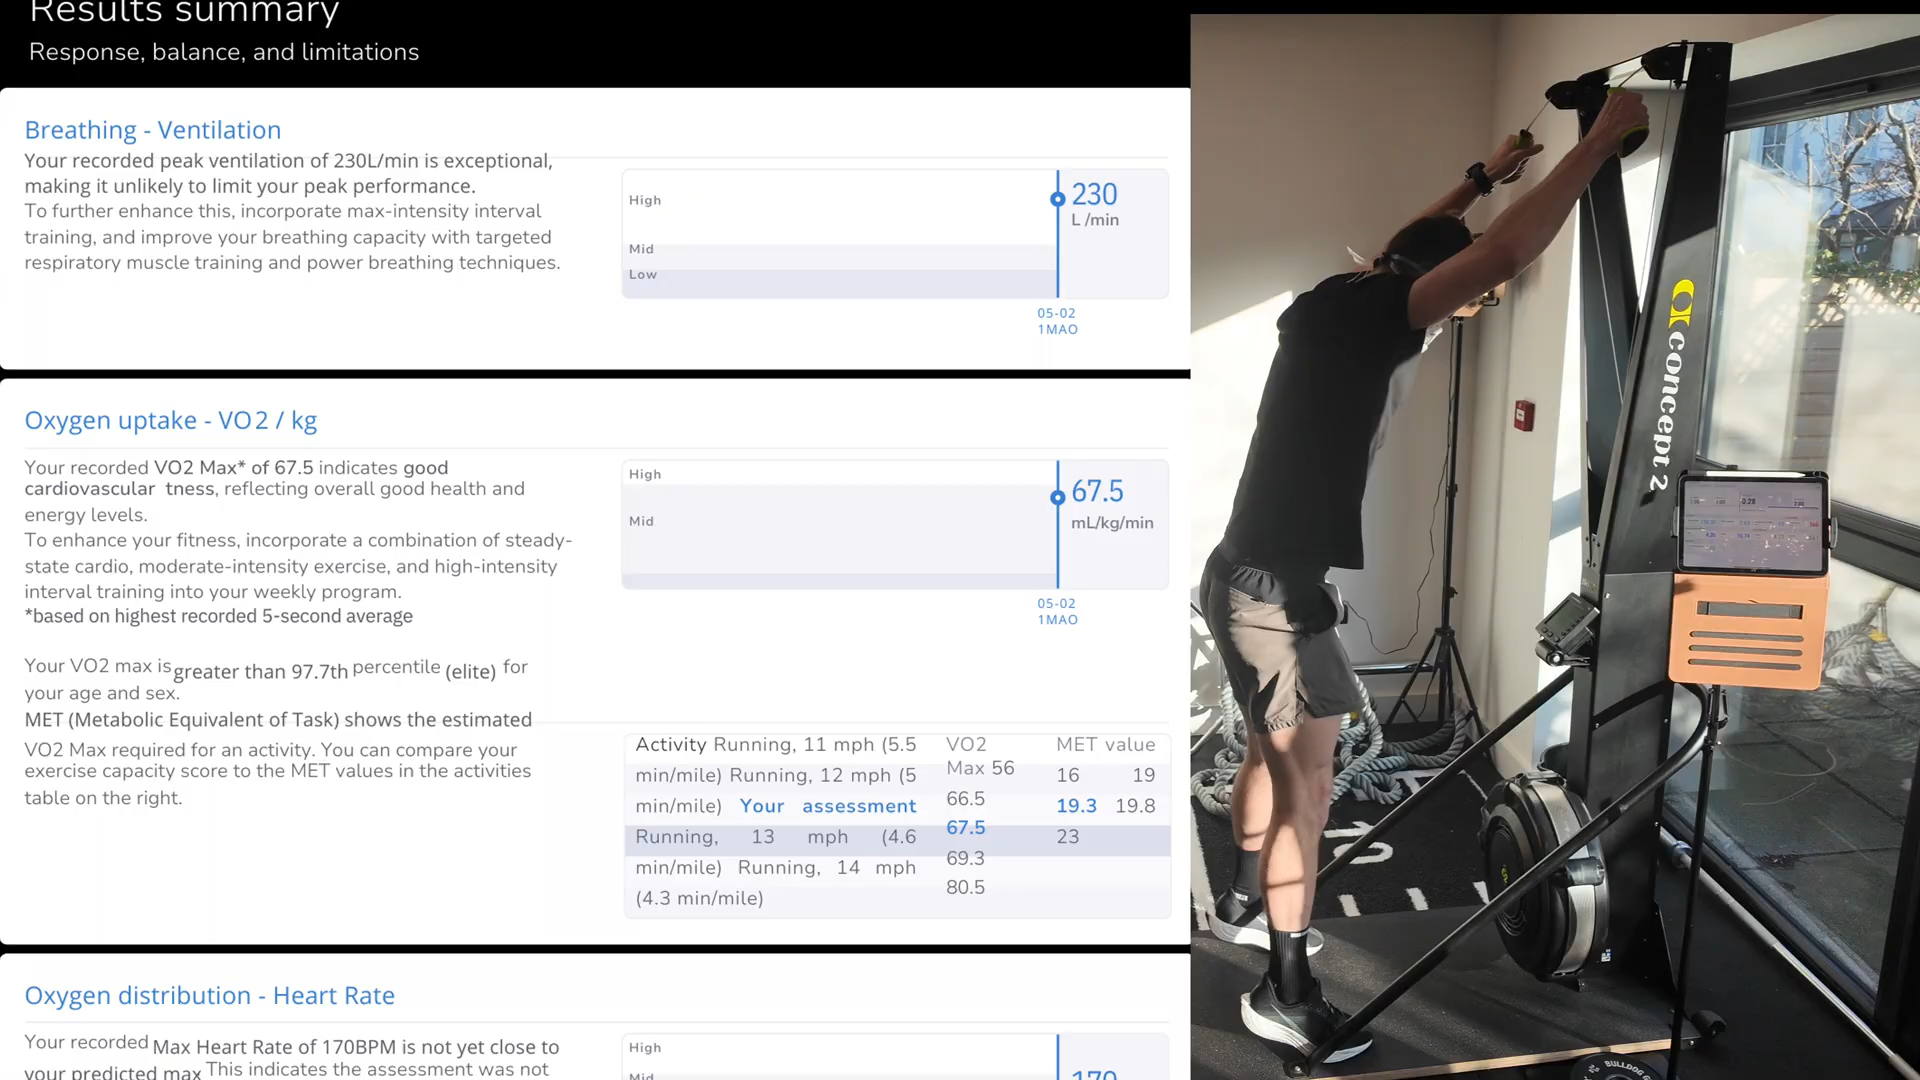 Results summary
Response, balance, and limitations
Breathing - Ventilation
Your recorded peak ventilation of 230L/min is exceptional,
making it unlikely to limit your peak performance.
To further enhance this, incorporate max-intensity interval
training, and improve your breathing capacity with targeted
respiratory muscle training and power breathing techniques.
High
Mid
Low
230
L /min
05-02
1MAO
Oxygen uptake - VO2 / kg
Your recorded VO2 Max* of 67.5 indicates good
cardiovascular tness, reflecting overall good health and
energy levels.
To enhance your fitness, incorporate a combination of steady-
state cardio, moderate-intensity exercise, and high-intensity
interval training into your weekly program.
*based on highest recorded 5-second average
High
Mid
67.5
mL/kg/min
05-02
1MAO
Your VO2 max is greater than 97.7th percentile (elite) for
your age and sex.
MET (Metabolic Equivalent of Task) shows the estimated
VO2 Max required for an activity. You can compare your
exercise capacity score to the MET values in the activities
table on the right.
Activity Running, 11 mph (5.5
min/mile) Running, 12 mph (5
min/mile) Your assessment
Running, 13 mph (4.6
min/mile) Running, 14 mph
(4.3 min/mile)
VO2
Max 56
66.5
67.5
69.3
80.5
MET value
16 19
19.3 19.8
23
Oxygen distribution - Heart Rate
Your recorded Max Heart Rate of 170BPM is not yet close to
your predicted max This indicates the assessment was not
High
Mid
170
concept 2
BULLDOG